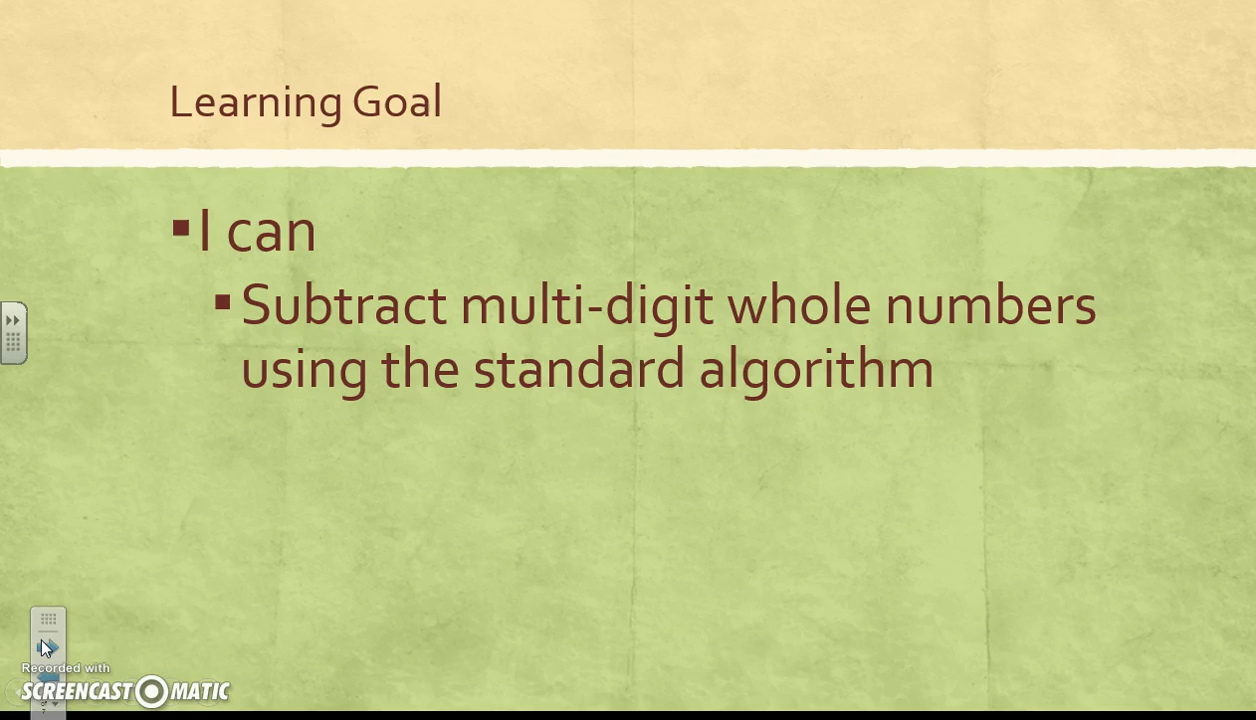 Learning Goal
▪ I can
▪ Subtract multi-digit whole numbers
using the standard algorithm
Recorded with
SCREENCAST MATIC